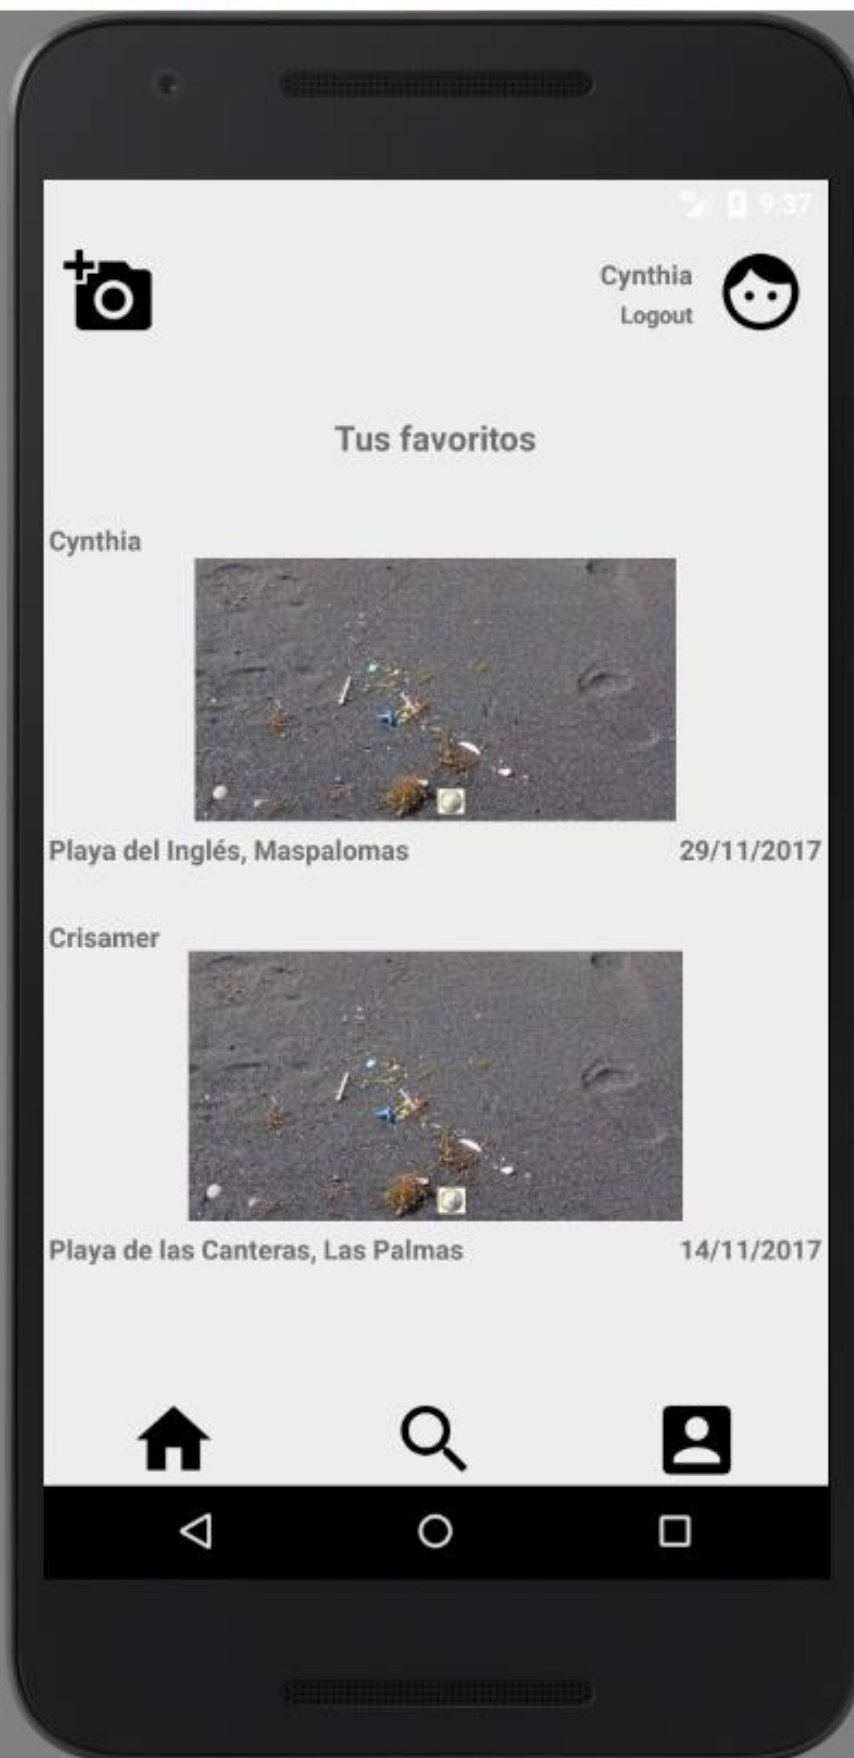 9:37
Cynthia
Logout
Tus favoritos
Cynthia
Playa del Inglés, Maspalomas 29/11/2017
Crisamer
Playa de las Canteras, Las Palmas 14/11/2017